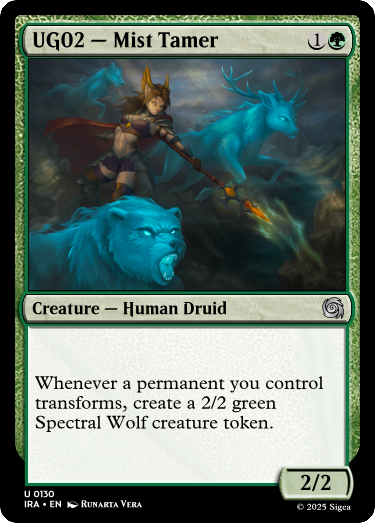 UG02 — Mist Tamer 1
Creature — Human Druid
Whenever a permanent you control
transforms, create a 2/2 green
Spectral Wolf creature token.
2/2
U 0130
IRA • EN Runarta Vera
© 2025 Sigea